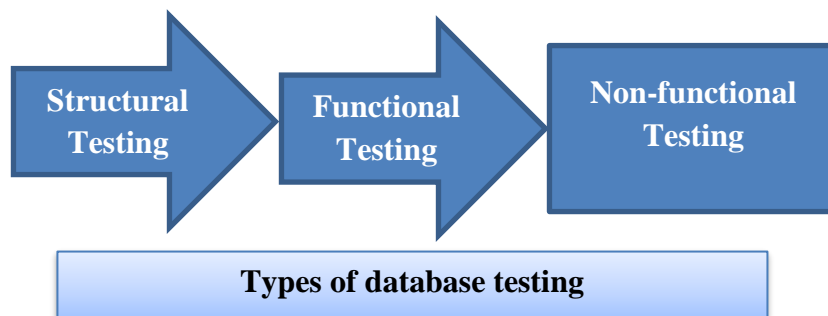 Structural
Testing
Functional
Testing
Non-functional
Testing
Types of database testing